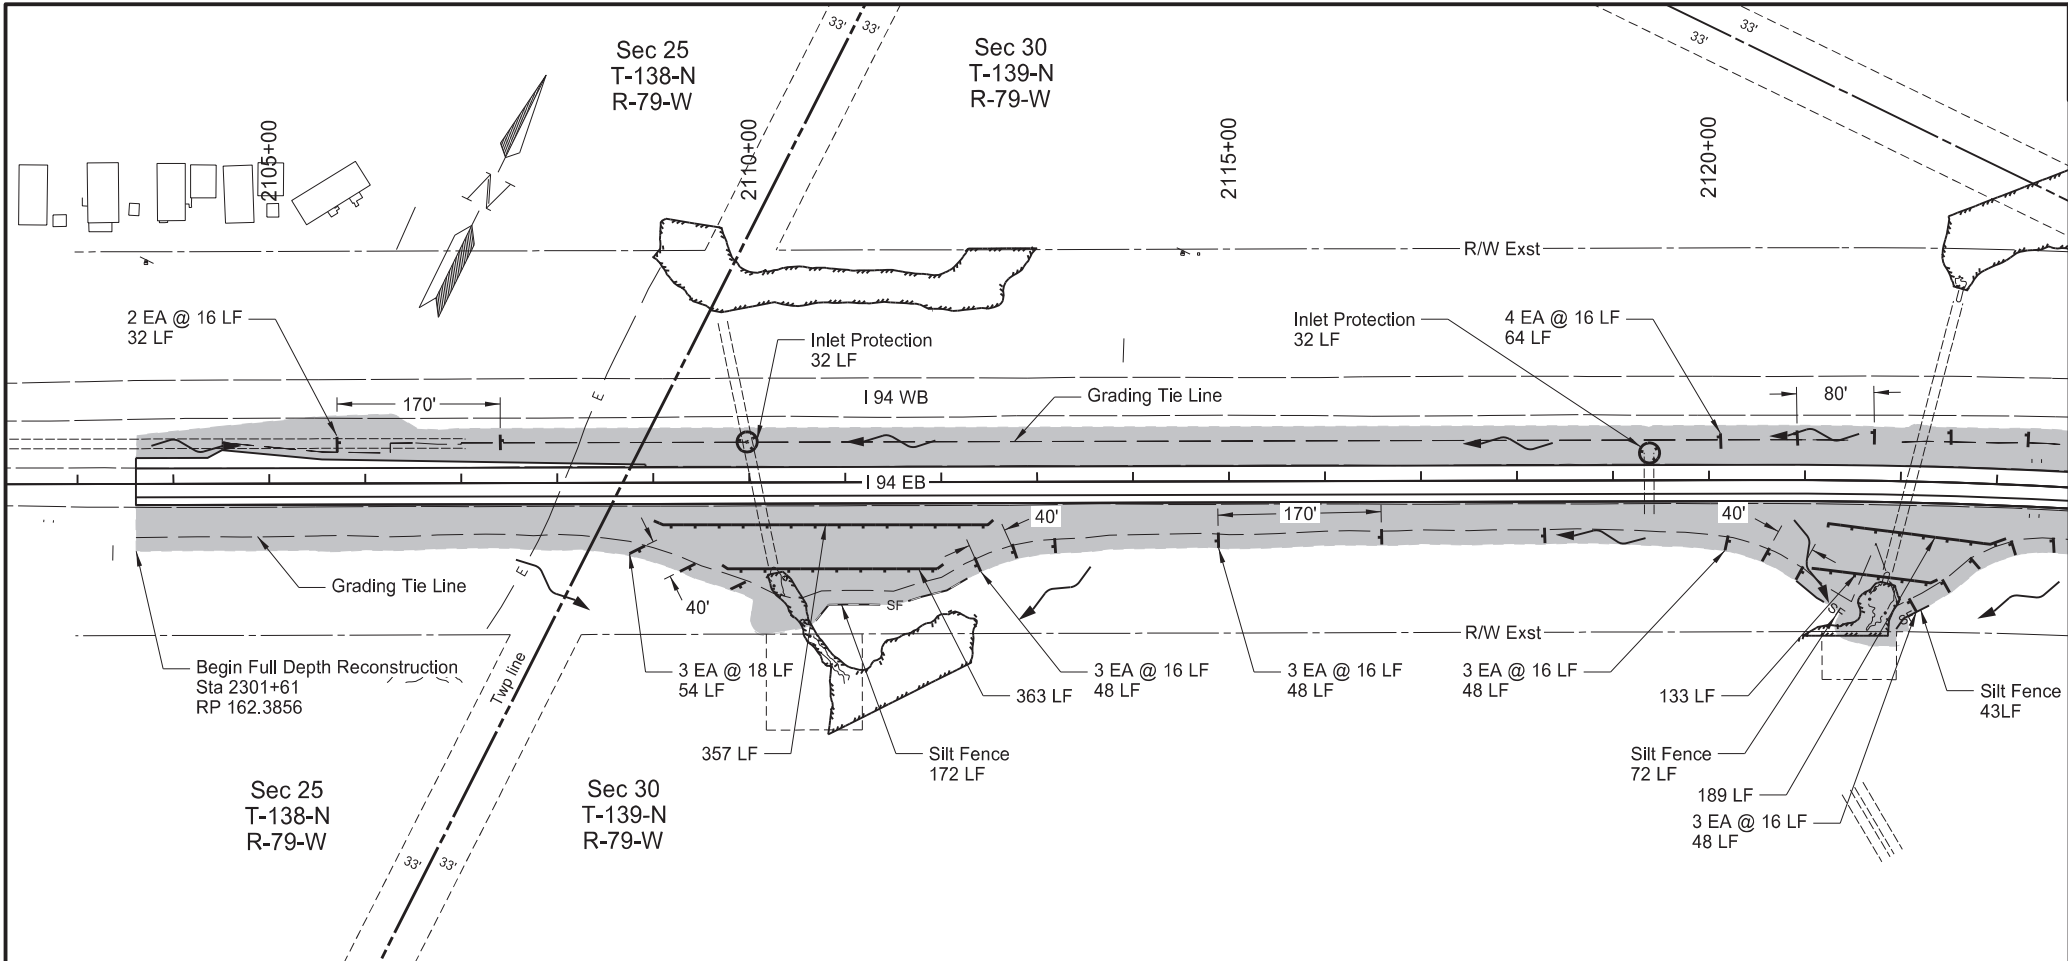 33' 33'
33'
33'
Sec 25
T-138-N
R-79-W
Sec 30
T-139-N
R-79-W
2105+00
2110+00
2115+00
2120+00
N
R/W Exst
2 EA @ 16 LF
32 LF
Inlet Protection
32 LF
Inlet Protection
32 LF
4 EA @ 16 LF
64 LF
170'
E
I 94 WB
Grading Tie Line
80'
I 94 EB
40'
170'
40'
E
Grading Tie Line
40'
SF
SF
SF
R/W Exst
Begin Full Depth Reconstruction
Sta 2301+61
RP 162.3856
Twp line
3 EA @ 18 LF
54 LF
363 LF
3 EA @ 16 LF
48 LF
3 EA @ 16 LF
48 LF
3 EA @ 16 LF
48 LF
133 LF
Silt Fence
43LF
357 LF
Silt Fence
172 LF
Silt Fence
72 LF
189 LF
3 EA @ 16 LF
48 LF
Sec 25
T-138-N
R-79-W
Sec 30
T-139-N
R-79-W
33' 33'